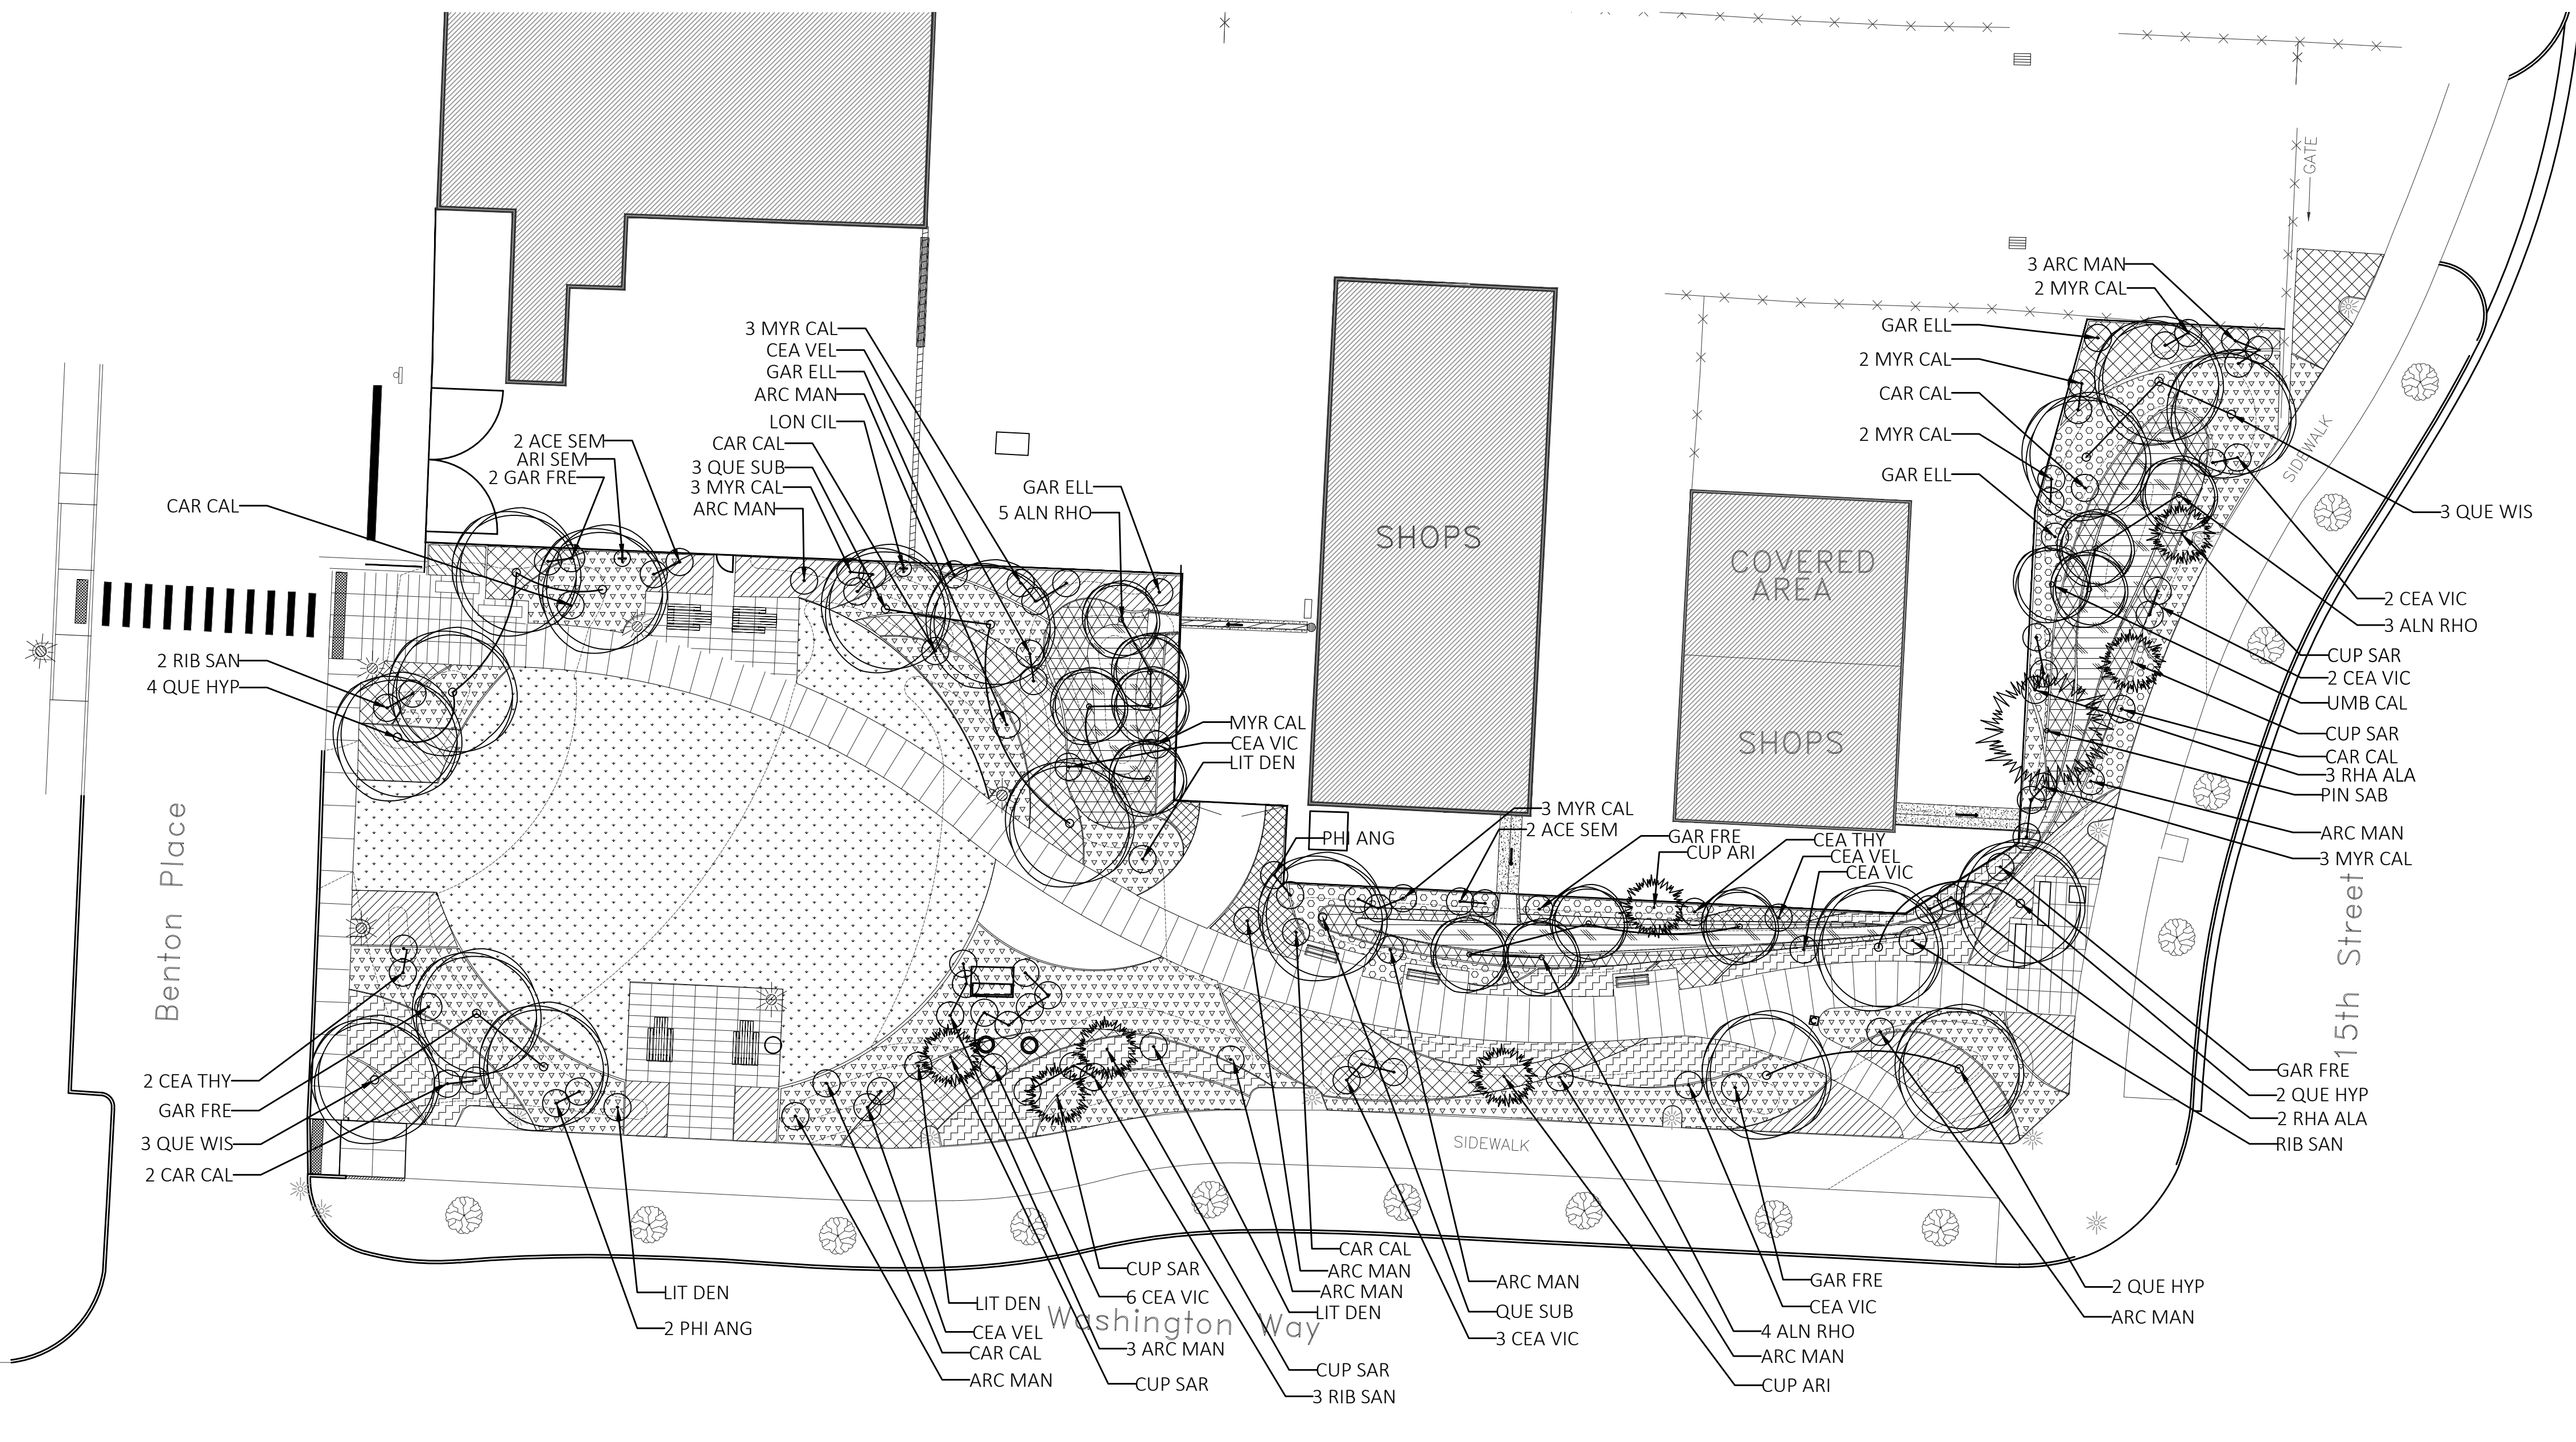 GATE
3 ARC MAN
2 MYR CAL
GAR ELL
2 MYR CAL
CAR CAL
2 MYR CAL
GAR ELL
SIDEWALK
3 QUE WIS
2 CEA VIC
3 ALN RHO
CUP SAR
2 CEA VIC
UMB CAL
CUP SAR
CAR CAL
3 RHA ALA
PIN SAB
ARC MAN
3 MYR CAL
3 MYR CAL
CEA VEL
GAR ELL
ARC MAN
LON CIL
CAR CAL
3 QUE SUB
3 MYR CAL
ARC MAN
2 ACE SEM
ARI SEM
2 GAR FRE
CAR CAL
GAR ELL
5 ALN RHO
SHOPS
COVERED
AREA
SHOPS
2 RIB SAN
4 QUE HYP
MYR CAL
CEA VIC
LIT DEN
3 MYR CAL
2 ACE SEM
PHI ANG
GAR FRE
CUP ARI
CEA THY
CEA VEL
CEA VIC
Benton Place
15th Street
2 CEA THY
GAR FRE
3 QUE WIS
2 CAR CAL
GAR FRE
2 QUE HYP
2 RHA ALA
RIB SAN
SIDEWALK
LIT DEN
2 PHI ANG
LIT DEN
CEA VEL
CAR CAL
ARC MAN
CUP SAR
6 CEA VIC
Washington Way
3 ARC MAN
CUP SAR
CAR CAL
ARC MAN
ARC MAN
LIT DEN
CUP SAR
3 RIB SAN
ARC MAN
QUE SUB
3 CEA VIC
GAR FRE
CEA VIC
4 ALN RHO
ARC MAN
CUP ARI
2 QUE HYP
ARC MAN